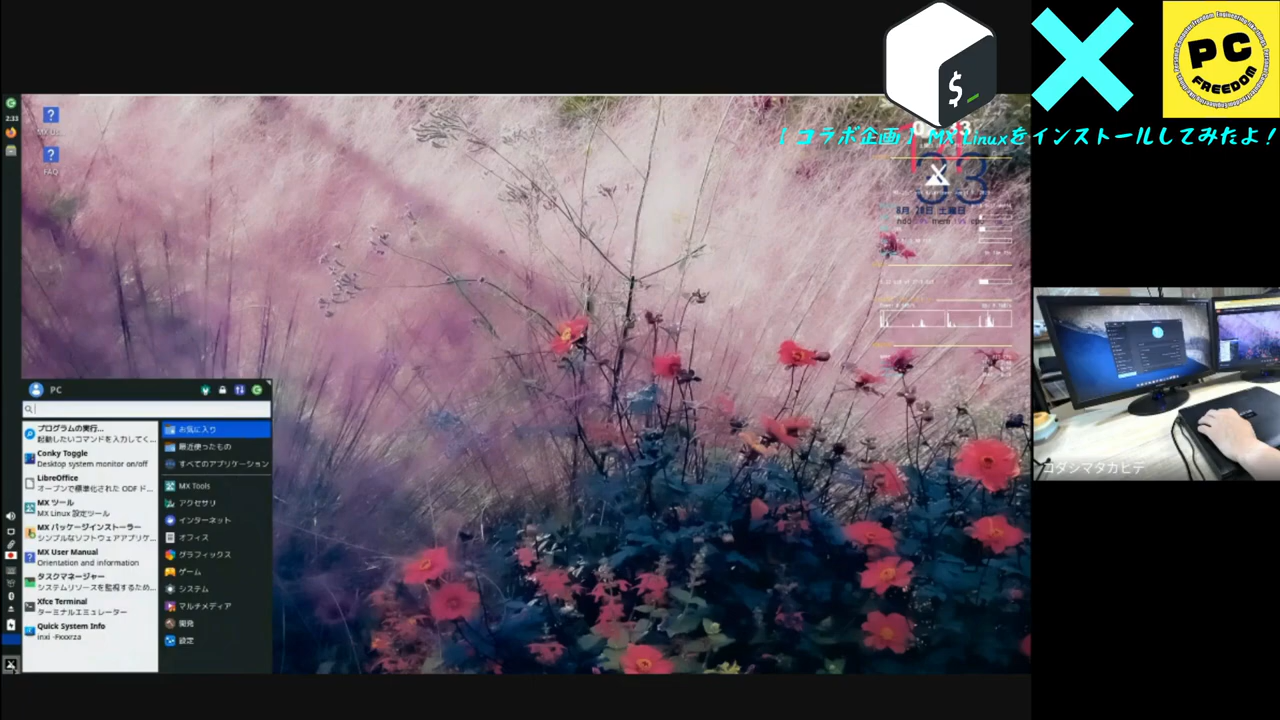 PC
FREEDOM
【コラボ企画】MX Linuxをインストールしてみたよ！
2:33
FAQ
33
8月 28日 土曜日
PC
プログラムの実行...
起動したいコマンドを入力してく...
Conky Toggle
Desktop system monitor on/off
LibreOffice
オープンで標準化された ODF ド...
MX ツール
MX Linux 設定ツール
MX パッケージインストーラー
シンプルなソフトウェアアプリケ...
MX User Manual
Orientation and information
タスクマネージャー
システムリソースを監視するため...
Xfce Terminal
ターミナルエミュレーター
Quick System Info
inxi -Fxxxrza
お気に入り
最近使ったもの
すべてのアプリケーション
MX Tools
アクセサリ
インターネット
オフィス
グラフィックス
ゲーム
システム
マルチメディア
開発
設定
コダシマタカヒデ